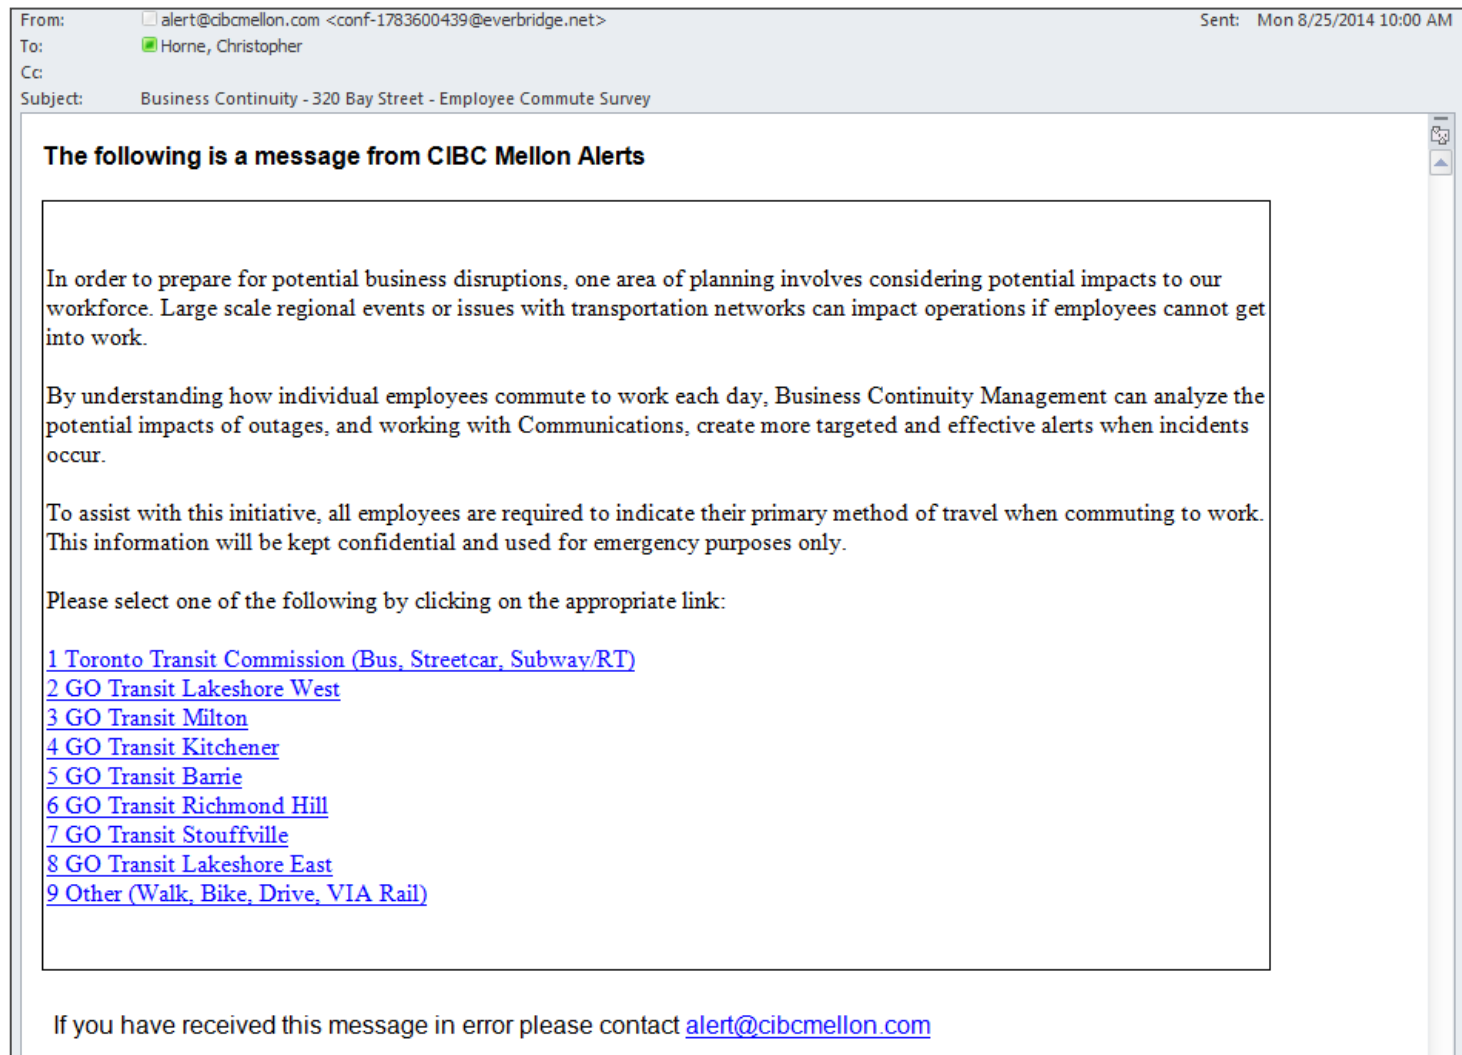 From: alert@cibcmellon.com <conf-1783600439@everbridge.net> Sent: Mon 8/25/2014 10:00 AM
To: Horne, Christopher
Cc:
Subject: Business Continuity - 320 Bay Street - Employee Commute Survey
The following is a message from CIBC Mellon Alerts
In order to prepare for potential business disruptions, one area of planning involves considering potential impacts to our
workforce. Large scale regional events or issues with transportation networks can impact operations if employees cannot get
into work.
By understanding how individual employees commute to work each day, Business Continuity Management can analyze the
potential impacts of outages, and working with Communications, create more targeted and effective alerts when incidents
occur.
To assist with this initiative, all employees are required to indicate their primary method of travel when commuting to work.
This information will be kept confidential and used for emergency purposes only.
Please select one of the following by clicking on the appropriate link:
1 Toronto Transit Commission (Bus, Streetcar, Subway/RT)
2 GO Transit Lakeshore West
3 GO Transit Milton
4 GO Transit Kitchener
5 GO Transit Barrie
6 GO Transit Richmond Hill
7 GO Transit Stouffville
8 GO Transit Lakeshore East
9 Other (Walk, Bike, Drive, VIA Rail)
If you have received this message in error please contact alert@cibcmellon.com